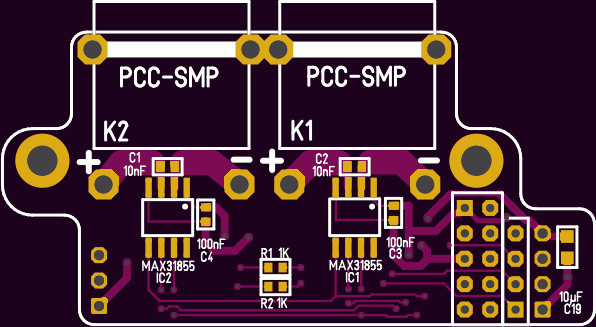 PCC-SMP
PCC-SMP
K2
K1
C1
10nF
C2
10nF
+ − + −
100nF
C4
100nF
C3
MAX31855
IC2
R1 1K
MAX31855
IC1
R2 1K
10µF
C19